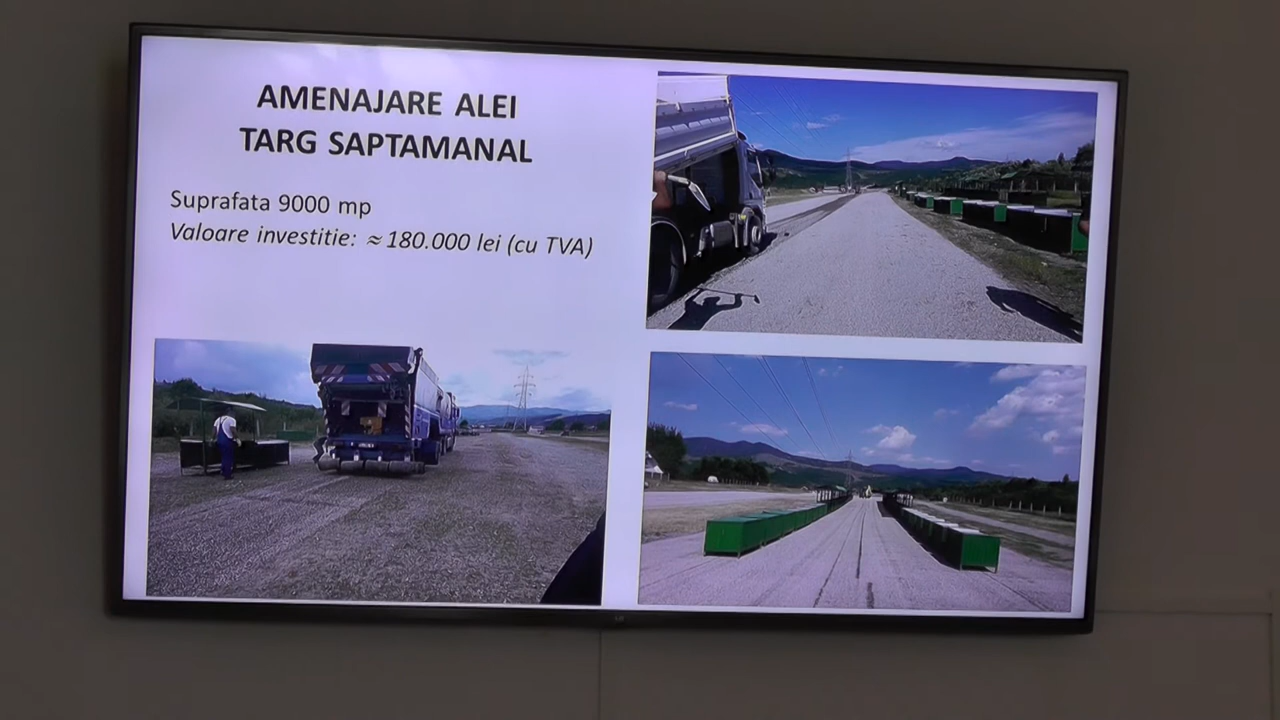 AMENAJARE ALEI
TARG SAPTAMANAL
Suprafata 9000 mp
Valoare investitie: ≈180.000 lei (cu TVA)